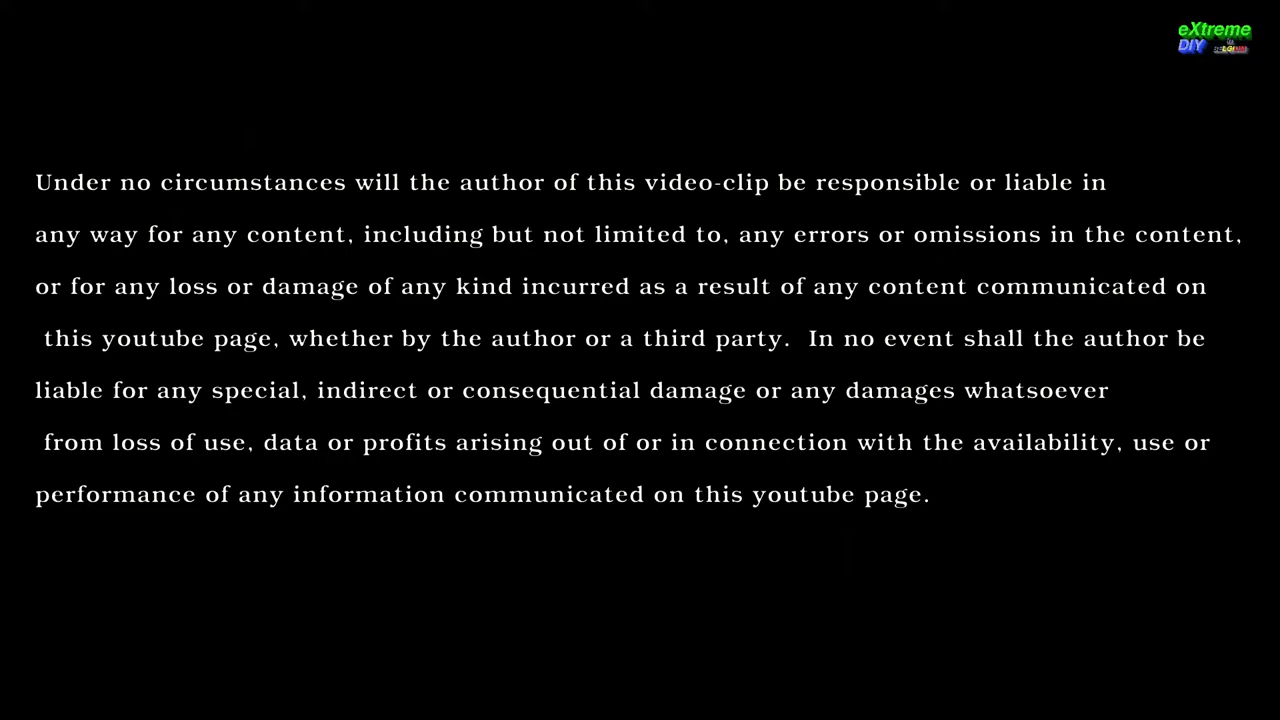 eXtreme
DIY
Under no circumstances will the author of this video-clip be responsible or liable in
any way for any content, including but not limited to, any errors or omissions in the content,
or for any loss or damage of any kind incurred as a result of any content communicated on
this youtube page, whether by the author or a third party.  In no event shall the author be
liable for any special, indirect or consequential damage or any damages whatsoever
from loss of use, data or profits arising out of or in connection with the availability, use or
performance of any information communicated on this youtube page.